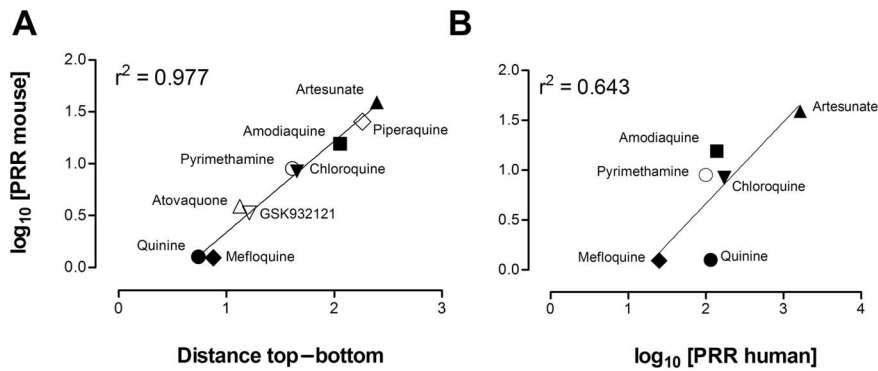 A
B
r² = 0.977
log₁₀ [PRR mouse]
2.0
1.5
1.0
0.5
0.0
Artesunate
Piperaquine
Amodiaquine
Pyrimethamine
Chloroquine
Atovaquone
GSK932121
Quinine
Mefloquine
0 1 2 3
Distance top−bottom
r² = 0.643
2.0
1.5
1.0
0.5
0.0
Artesunate
Amodiaquine
Pyrimethamine
Chloroquine
Mefloquine
Quinine
0 1 2 3 4
log₁₀ [PRR human]